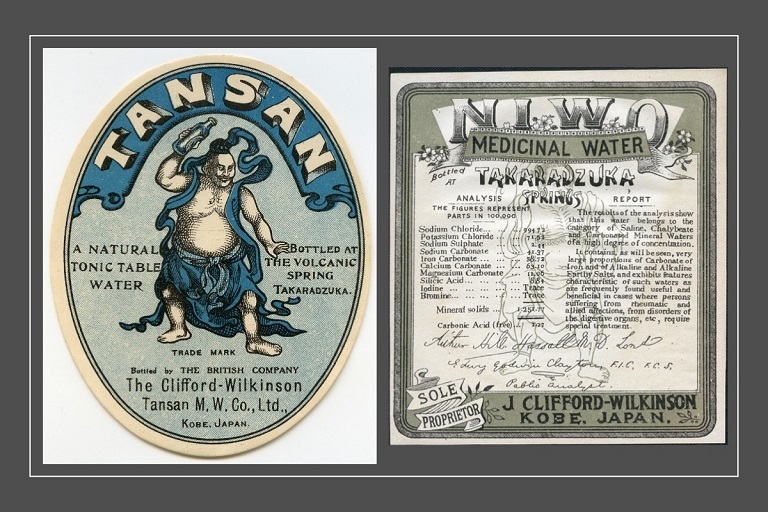 TANSAN
A NATURAL
TONIC TABLE
WATER
BOTTLED AT
THE VOLCANIC
SPRING
TAKARADZUKA.
TRADE MARK
Bottled by THE BRITISH COMPANY
The Clifford-Wilkinson
Tansan M. W. Co., Ltd.,
KOBE, JAPAN.
NIWO
MEDICINAL WATER
Bottled AT TAKARADZUKA
SPRINGS
ANALYSIS
THE FIGURES REPRESENT
PARTS IN 100,000
Sodium Chloride
Potassium Chloride
Sodium Sulphate
Sodium Carbonate
Iron Carbonate
Calcium Carbonate
Magnesium Carbonate
Silicic Acid
Iodine Trace
Bromine Trace
Mineral solids
Carbonic Acid (free)
REPORT
The results of the analysis show
that this water belongs to the
category of Saline, Chalybeate
and Carbonated Mineral Waters
of a high degree of concentration.
It contains, as will be seen, very
large proportions of Carbonate of
Iron and of Alkaline and Alkaline
Earthy Salts, and exhibits features
characteristic of such waters as
are frequently found useful and
beneficial in cases where persons
suffering from rheumatic and
allied affections, from disorders of
the digestive organs, etc, require
special treatment.
Arthur Hill Hassall M.D. Lond
Edwy Godwin Clayton F.I.C. F.C.S.
Public Analyst.
SOLE
PROPRIETOR
J. CLIFFORD-WILKINSON
KOBE, JAPAN.